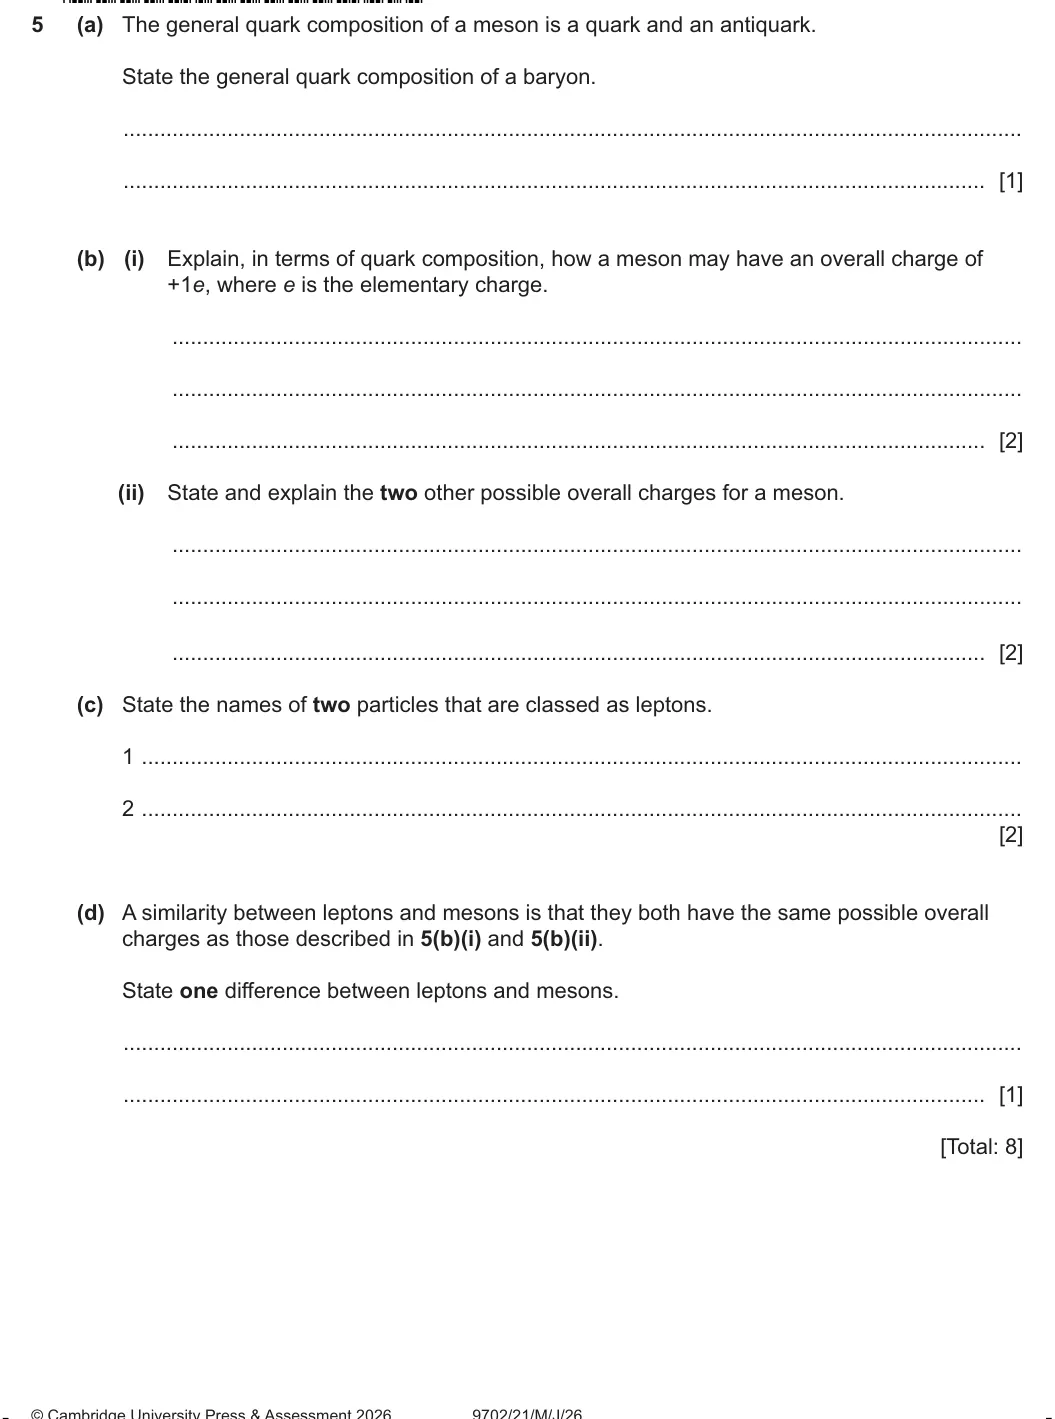 5 (a) The general quark composition of a meson is a quark and an antiquark.
State the general quark composition of a baryon.
..........................................................................................................................................
.................................................................................................................................... [1]
(b) (i) Explain, in terms of quark composition, how a meson may have an overall charge of
+1e, where e is the elementary charge.
..................................................................................................................................
..................................................................................................................................
............................................................................................................................ [2]
(ii) State and explain the two other possible overall charges for a meson.
..................................................................................................................................
..................................................................................................................................
............................................................................................................................ [2]
(c) State the names of two particles that are classed as leptons.
1 .......................................................................................................................................
2 .......................................................................................................................................
[2]
(d) A similarity between leptons and mesons is that they both have the same possible overall
charges as those described in 5(b)(i) and 5(b)(ii).
State one difference between leptons and mesons.
..........................................................................................................................................
.................................................................................................................................... [1]
[Total: 8]
© Cambridge University Press & Assessment 2026 9702/21/M/J/26